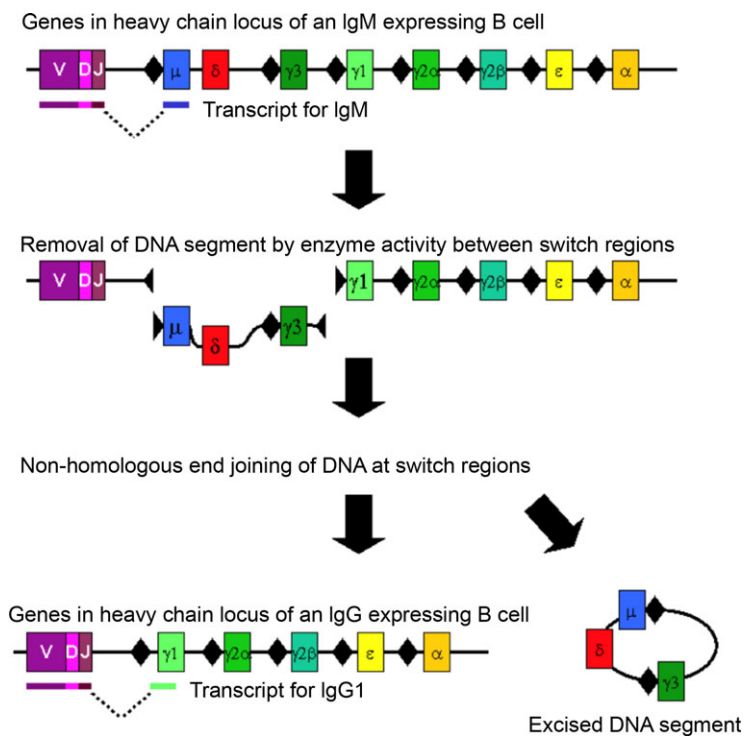 Genes in heavy chain locus of an IgM expressing B cell
V D J μ δ γ3 γ1 γ2α γ2β ε α
Transcript for IgM
Removal of DNA segment by enzyme activity between switch regions
V D J γ1 γ2α γ2β ε α
μ δ γ3
Non-homologous end joining of DNA at switch regions
Genes in heavy chain locus of an IgG expressing B cell
V D J γ1 γ2α γ2β ε α
Transcript for IgG1
μ
δ
γ3
Excised DNA segment